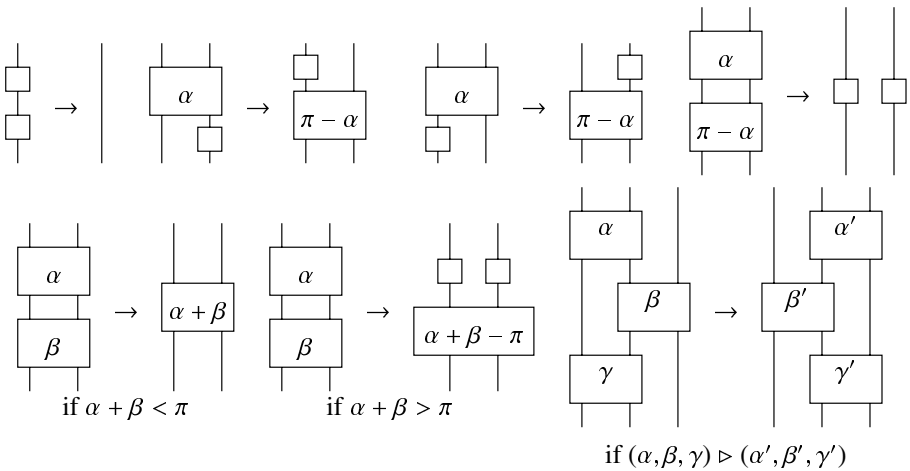 → α → π − α α → π − α α π − α →
α β → α + β α β → α + β − π α β γ → α′ β′ γ′
if α + β < π if α + β > π
if (α,β,γ) ▷ (α′,β′,γ′)